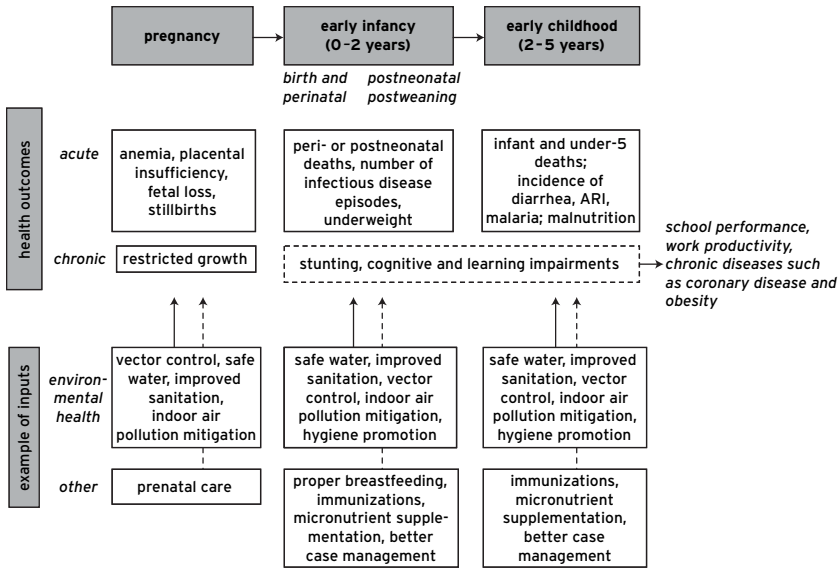 pregnancy
early infancy
(0–2 years)
early childhood
(2–5 years)
birth and
perinatal
postneonatal
postweaning
health outcomes
acute
anemia, placental
insufficiency,
fetal loss,
stillbirths
peri- or postneonatal
deaths, number of
infectious disease
episodes,
underweight
infant and under-5
deaths;
incidence of
diarrhea, ARI,
malaria; malnutrition
chronic
restricted growth
stunting, cognitive and learning impairments
school performance,
work productivity,
chronic diseases such
as coronary disease and
obesity
example of inputs
environ-
mental
health
vector control, safe
water, improved
sanitation,
indoor air
pollution mitigation
safe water, improved
sanitation, vector
control, indoor air
pollution mitigation,
hygiene promotion
safe water, improved
sanitation, vector
control, indoor air
pollution mitigation,
hygiene promotion
other
prenatal care
proper breastfeeding,
immunizations,
micronutrient supple-
mentation, better
case management
immunizations,
micronutrient
supplementation,
better case
management